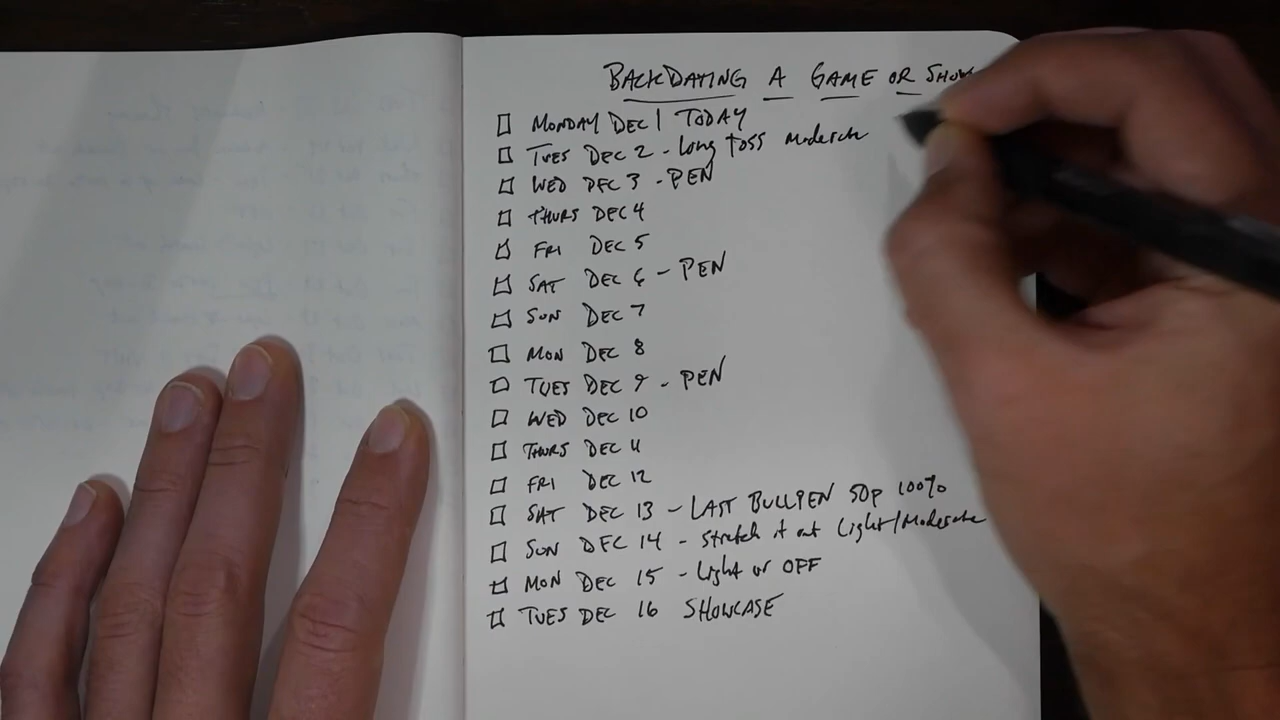 BACKDATING A GAME OR
MONDAY DEC 1 TODAY
TUES DEC 2 - Long Toss moderate
WED DEC 3 - PEN
THURS DEC 4
FRI DEC 5
SAT DEC 6 - PEN
SUN DEC 7
MON DEC 8
TUES DEC 9 - PEN
WED DEC 10
THURS DEC 11
FRI DEC 12
SAT DEC 13 - LAST BULLPEN 50p 100%
SUN DEC 14 - Stretch it out Light/Moderate
MON DEC 15 - Light or OFF
TUES DEC 16 SHOWCASE